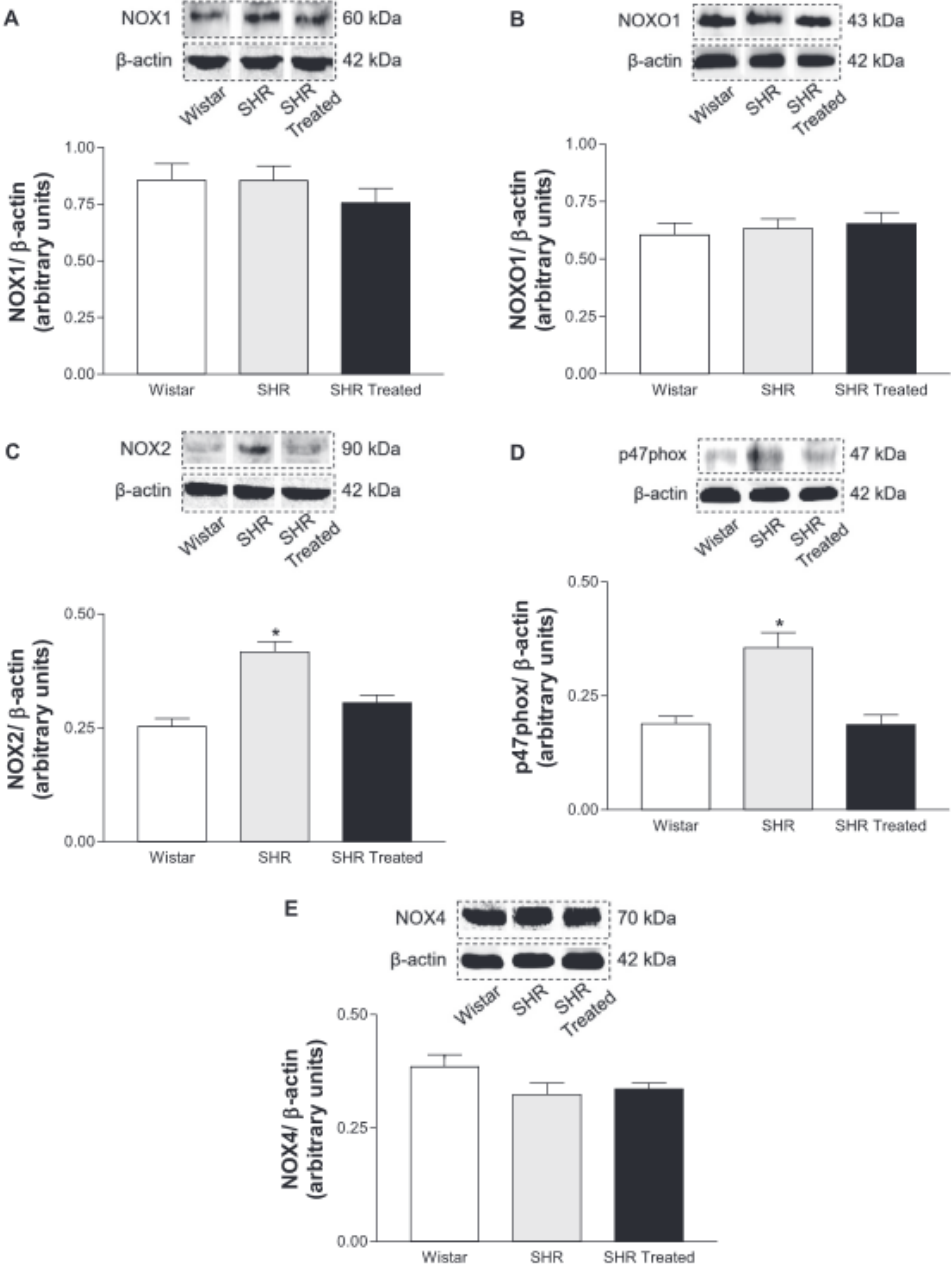 A
NOX1 60 kDa
β-actin 42 kDa
Wistar SHR SHR Treated
NOX1/ β-actin
(arbitrary units)
1.00
0.75
0.50
0.25
0.00
Wistar SHR SHR Treated
B
NOXO1 43 kDa
β-actin 42 kDa
Wistar SHR SHR Treated
NOXO1/ β-actin
(arbitrary units)
1.00
0.75
0.50
0.25
0.00
Wistar SHR SHR Treated
C
NOX2 90 kDa
β-actin 42 kDa
Wistar SHR SHR Treated
NOX2/ β-actin
(arbitrary units)
0.50
0.25
0.00
*
Wistar SHR SHR Treated
D
p47phox 47 kDa
β-actin 42 kDa
Wistar SHR SHR Treated
p47phox/ β-actin
(arbitrary units)
0.50
0.25
0.00
*
Wistar SHR SHR Treated
E
NOX4 70 kDa
β-actin 42 kDa
Wistar SHR SHR Treated
NOX4/ β-actin
(arbitrary units)
0.50
0.25
0.00
Wistar SHR SHR Treated